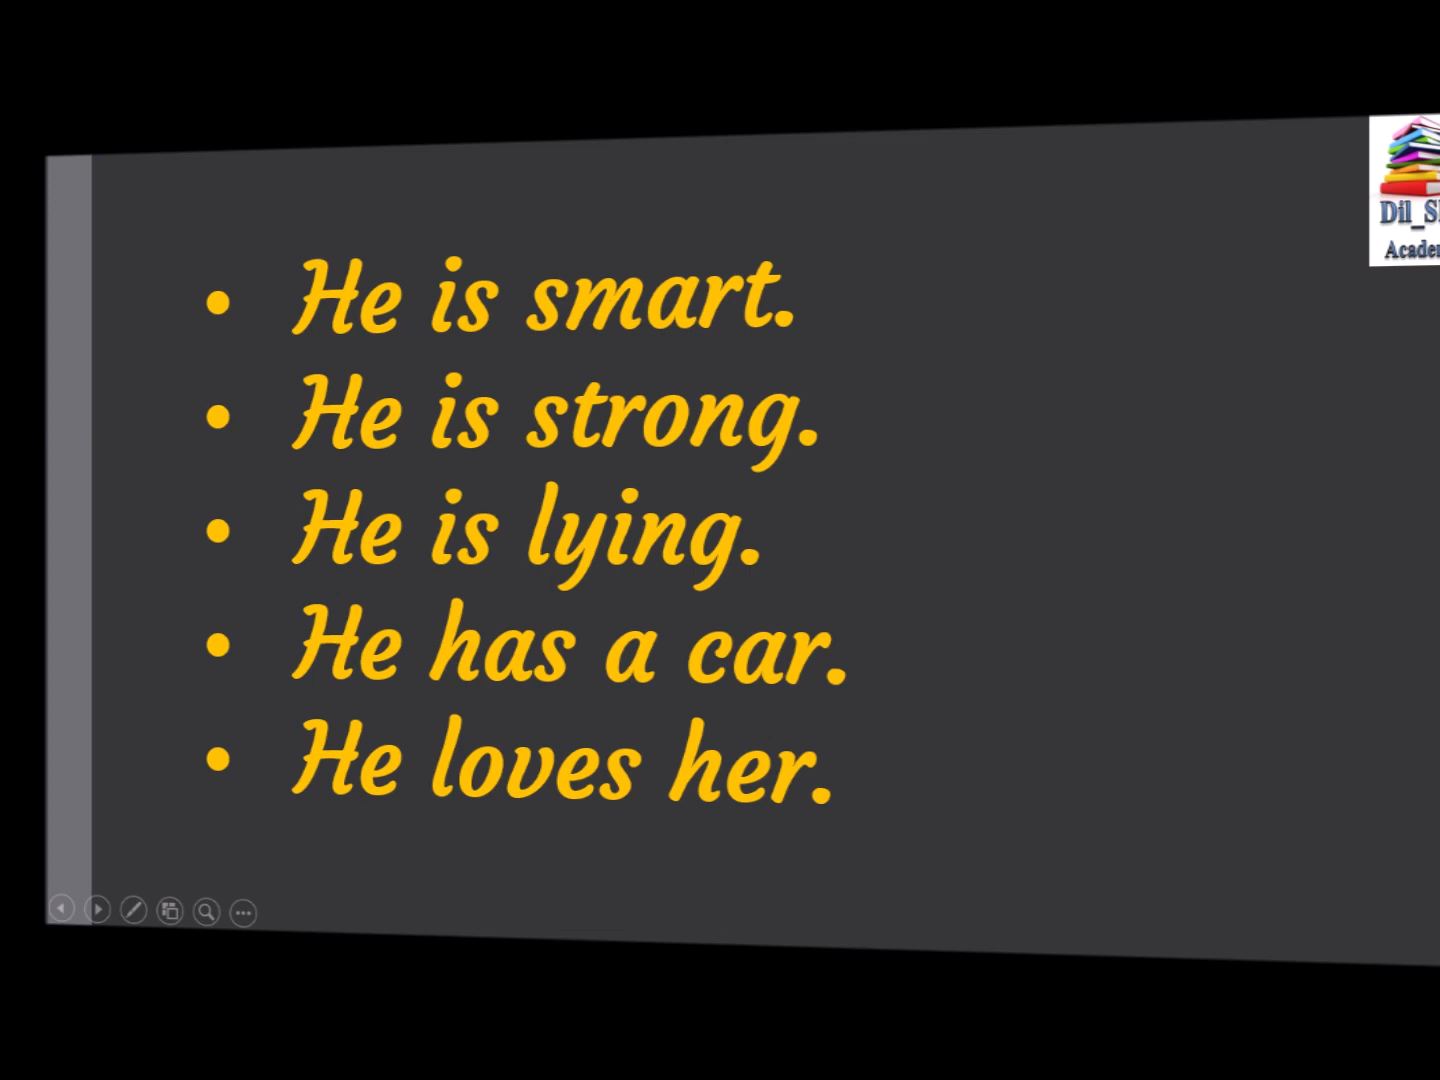 He is smart.
He is strong.
He is lying.
He has a car.
He loves her.